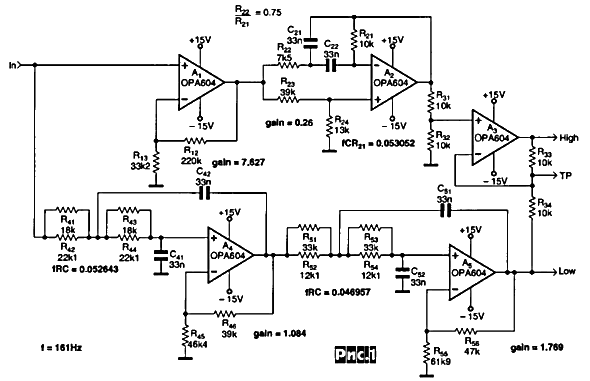 R22
R21
= 0.75
+15V
C21
33n
R21
10k
R22
7k5
C22
33n
In
A1
OPA604
A2
OPA604
R23
39k
R31
10k
R24
13k
gain = 0.26
−15V
−15V
fCR21 = 0.053052
R32
10k
A3
OPA604
High
R33
10k
TP
R13
33k2
R12
220k
gain = 7.627
−15V
C42
33n
C51
33n
R34
10k
R41
18k
R43
18k
R42
22k1
R44
22k1
C41
33n
+15V
A4
OPA604
R51
33k
R53
33k
R52
12k1
R54
12k1
C52
33n
+15V
A5
OPA604
Low
fRC = 0.052643
fRC = 0.046957
−15V
−15V
R45
46k4
R46
39k
gain = 1.084
R55
61k9
R56
47k
gain = 1.769
f = 161Hz
Рис.1